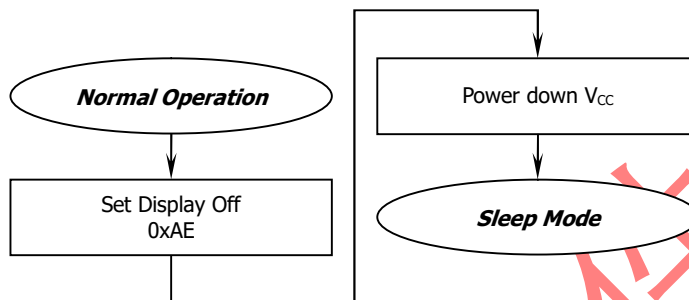 Normal Operation
Set Display Off
0xAE
Power down VCC
Sleep Mode